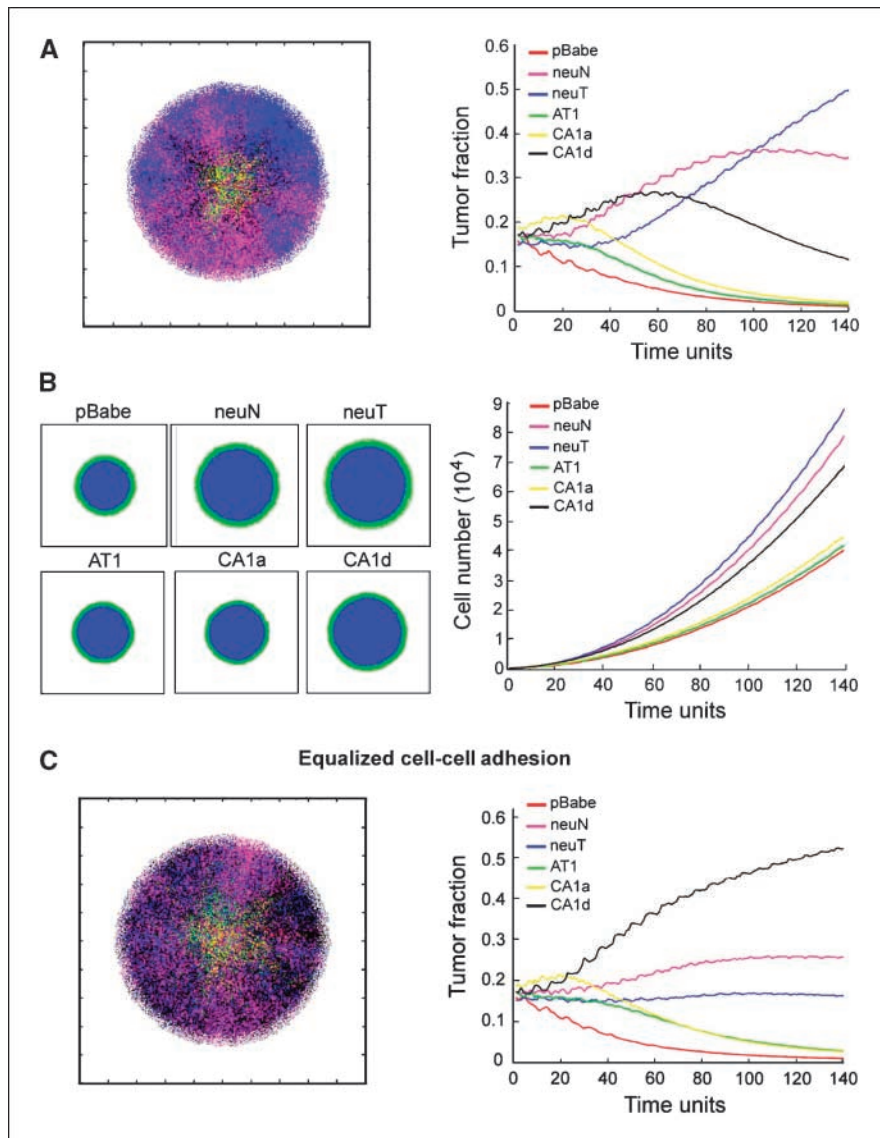 A
0.6
0.5
0.4
0.3
0.2
0.1
0
Tumor fraction
pBabe
neuN
neuT
AT1
CA1a
CA1d
0 20 40 60 80 100 120 140
Time units
B
pBabe neuN neuT
AT1 CA1a CA1d
9
8
7
6
5
4
3
2
1
0
Cell number (10⁴)
pBabe
neuN
neuT
AT1
CA1a
CA1d
0 20 40 60 80 100 120 140
Time units
C
Equalized cell-cell adhesion
0.6
0.5
0.4
0.3
0.2
0.1
0
Tumor fraction
pBabe
neuN
neuT
AT1
CA1a
CA1d
0 20 40 60 80 100 120 140
Time units